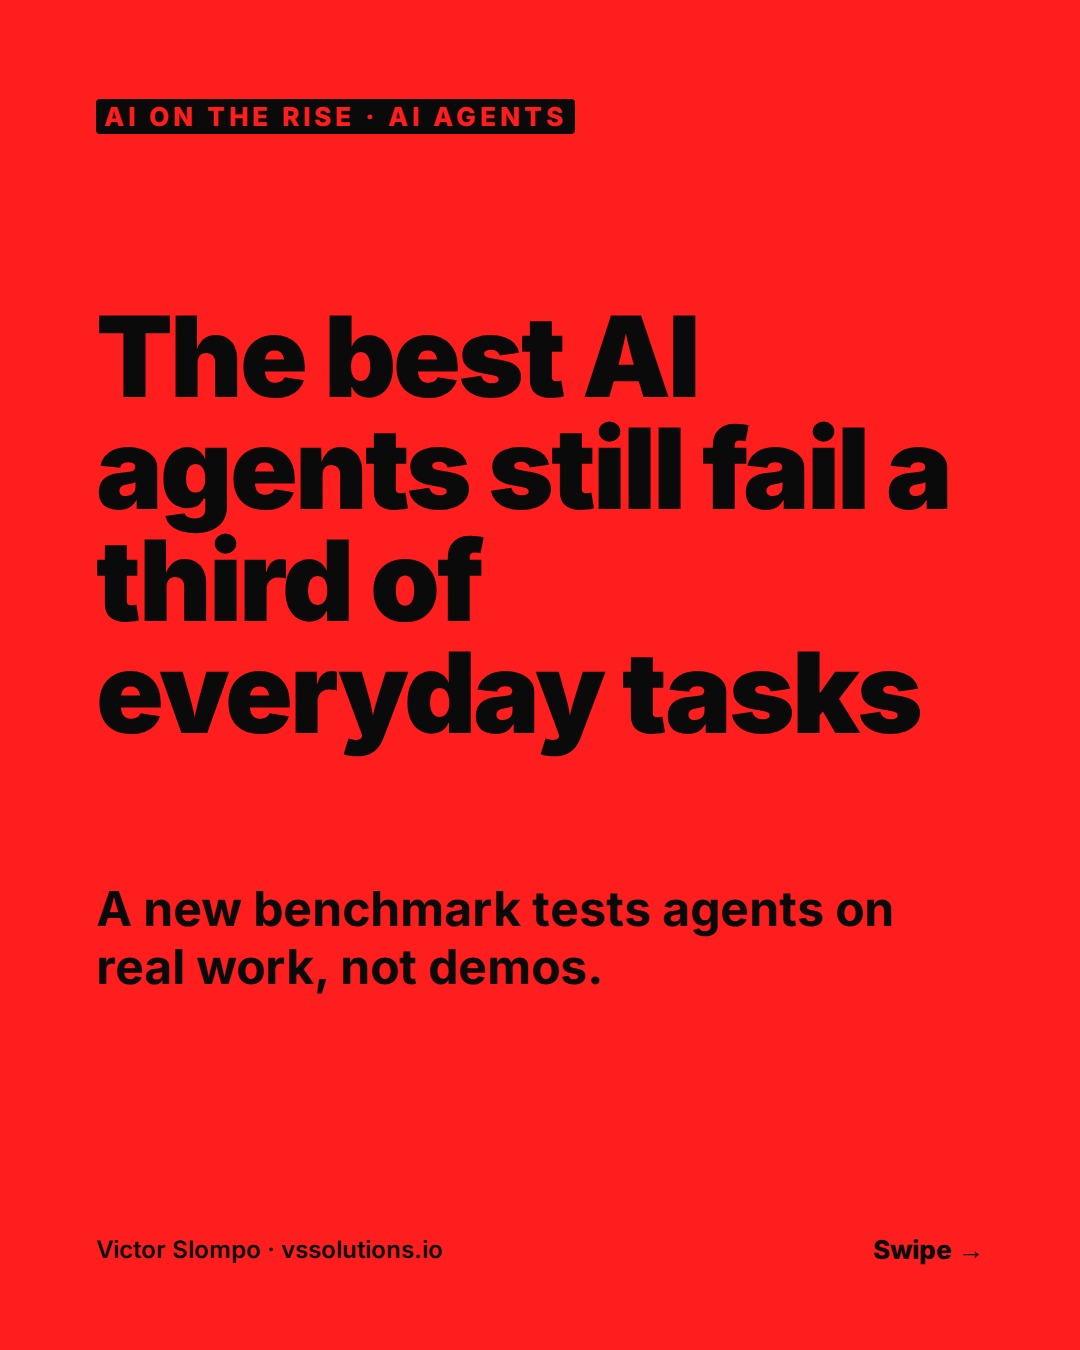 AI ON THE RISE · AI AGENTS
The best AI
agents still fail a
third of
everyday tasks
A new benchmark tests agents on
real work, not demos.
Victor Slompo · vssolutions.io
Swipe →